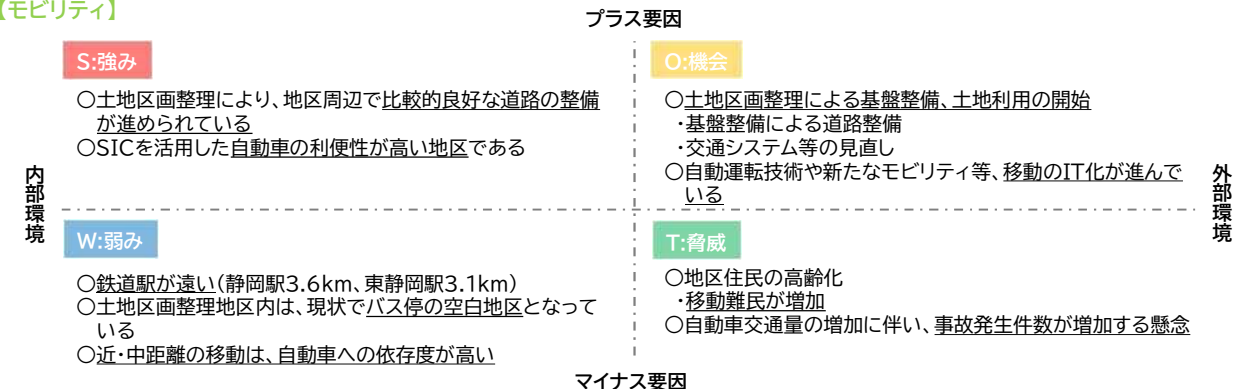 【モビリティ】
プラス要因
S:強み
〇土地区画整理により、地区周辺で比較的良好な道路の整備
が進められている
〇SICを活用した自動車の利便性が高い地区である
O:機会
〇土地区画整理による基盤整備、土地利用の開始
・基盤整備による道路整備
・交通システム等の見直し
〇自動運転技術や新たなモビリティ等、移動のIT化が進んで
いる
内部環境
外部環境
W:弱み
〇鉄道駅が遠い(静岡駅3.6km、東静岡駅3.1km)
〇土地区画整理地区内は、現状でバス停の空白地区となって
いる
〇近・中距離の移動は、自動車への依存度が高い
T:脅威
〇地区住民の高齢化
・移動難民が増加
〇自動車交通量の増加に伴い、事故発生件数が増加する懸念
マイナス要因